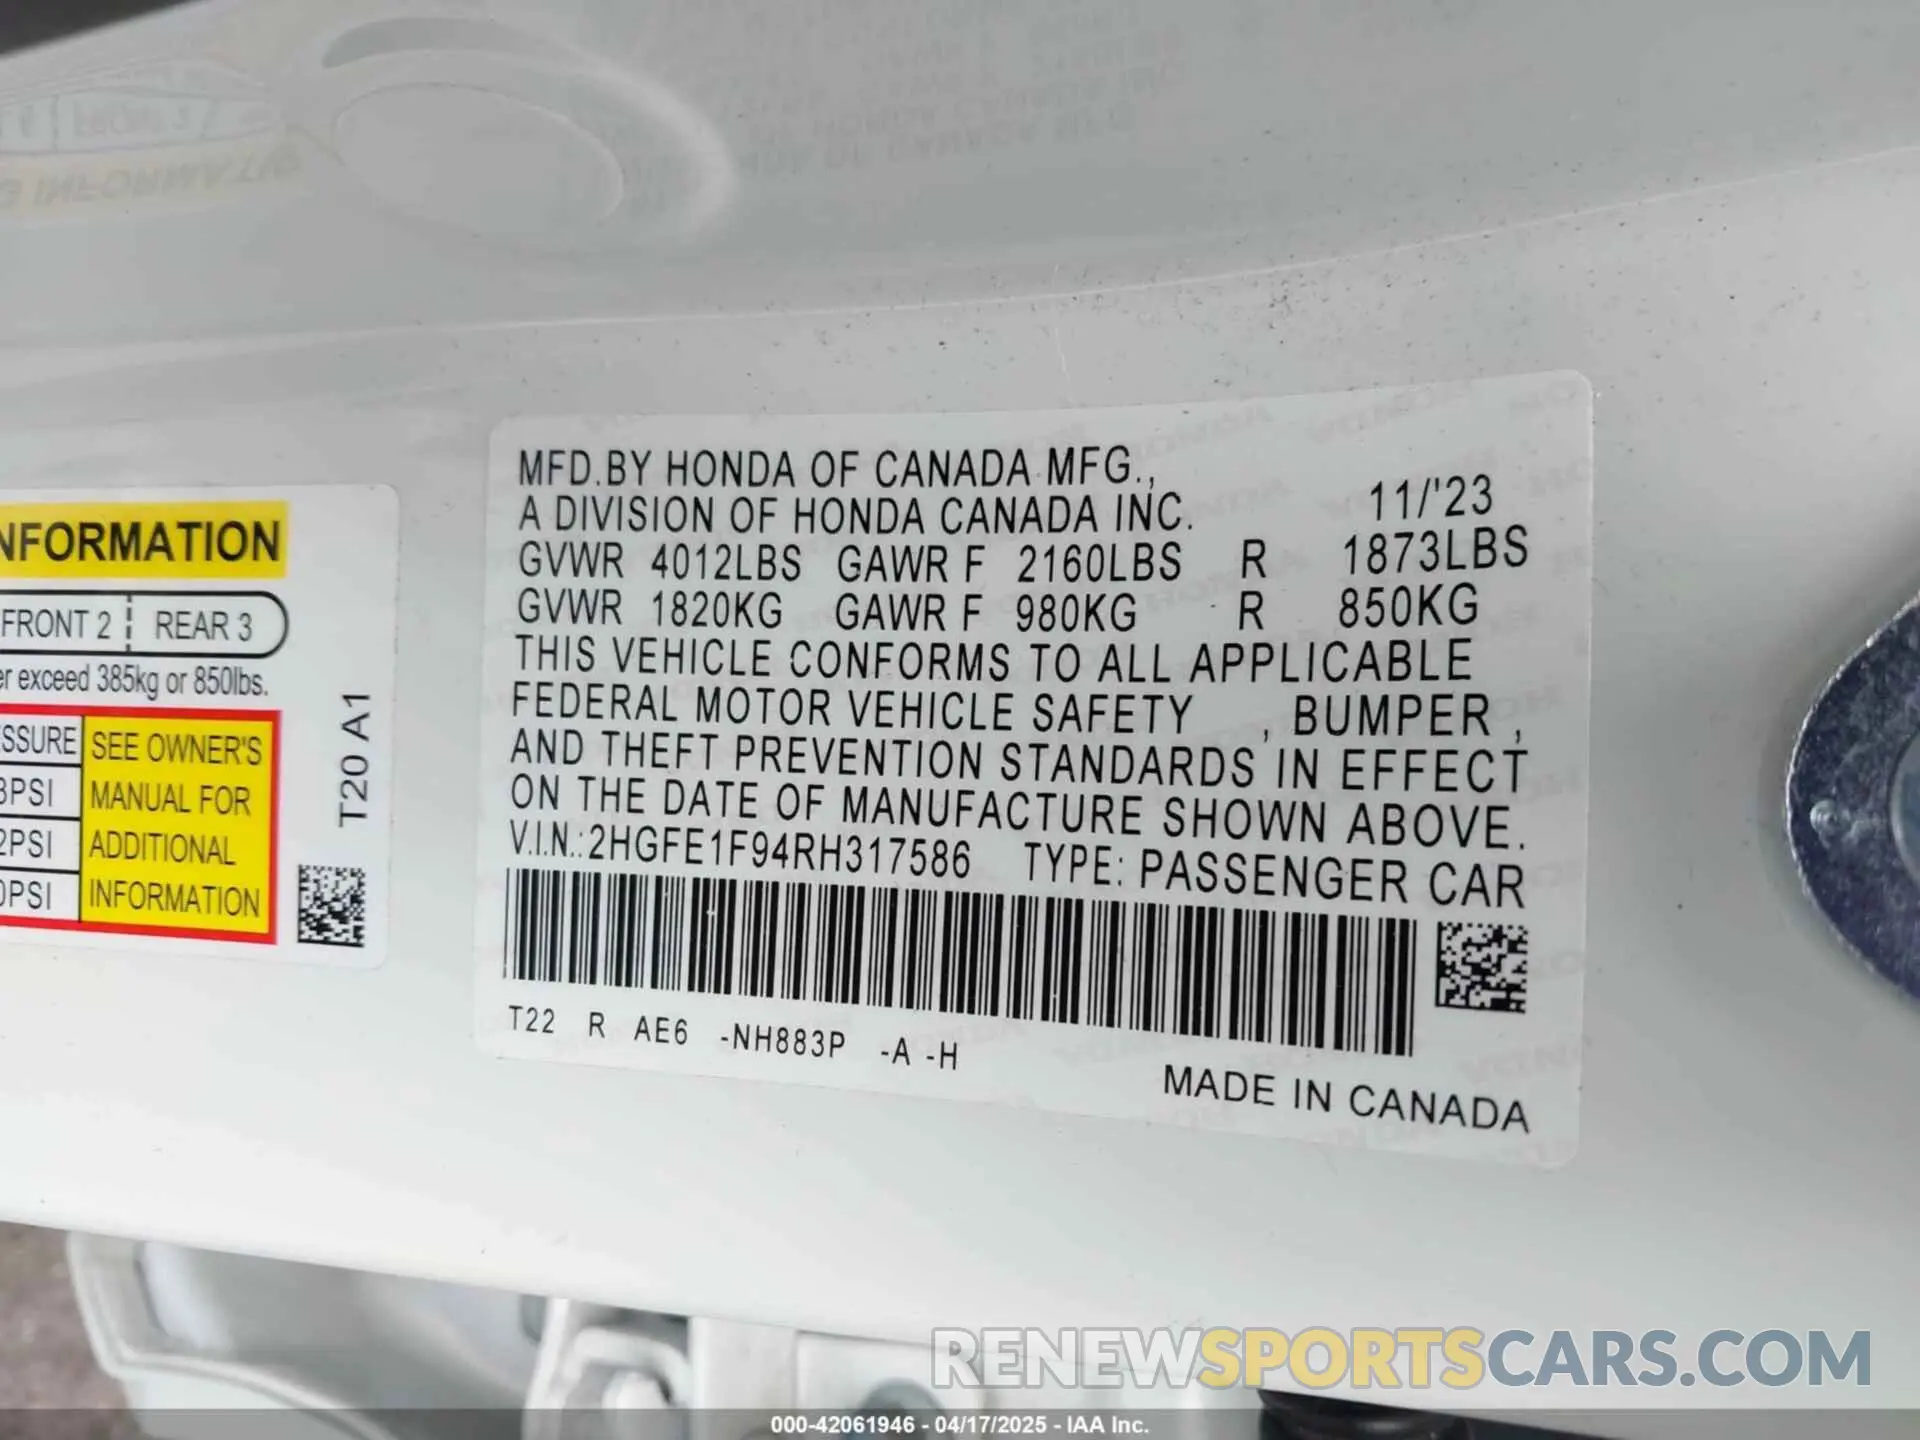 NFORMATION
FRONT 2 REAR 3
er exceed 385kg or 850lbs.
SSURE
3PSI
2PSI
0PSI
SEE OWNER'S
MANUAL FOR
ADDITIONAL
INFORMATION
T20 A1
MFD.BY HONDA OF CANADA MFG.,
A DIVISION OF HONDA CANADA INC. 11/'23
GVWR 4012LBS GAWR F 2160LBS R 1873LBS
GVWR 1820KG GAWR F 980KG R 850KG
THIS VEHICLE CONFORMS TO ALL APPLICABLE
FEDERAL MOTOR VEHICLE SAFETY , BUMPER ,
AND THEFT PREVENTION STANDARDS IN EFFECT
ON THE DATE OF MANUFACTURE SHOWN ABOVE.
V.I.N.: 2HGFE1F94RH317586 TYPE: PASSENGER CAR
T22 R AE6 -NH883P -A -H
MADE IN CANADA
RENEWSPORTSCARS.COM
000-42061946 - 04/17/2025 - IAA Inc.